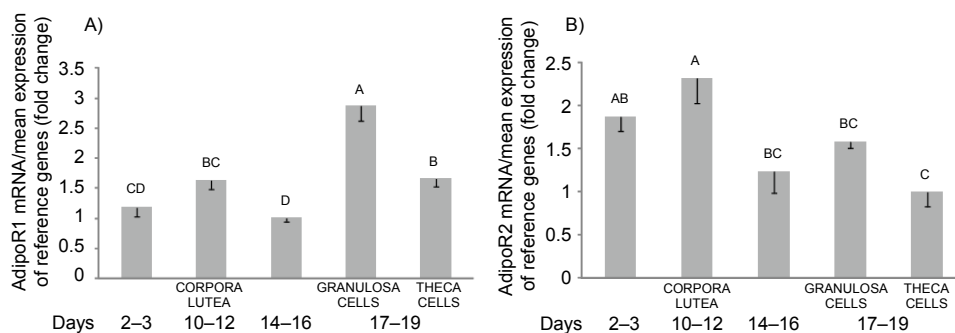 A)
AdipoR1 mRNA/mean expression
of reference genes (fold change)
3.5
3
2.5
2
1.5
1
0.5
0
CD
BC
D
A
B
CORPORA
LUTEA
GRANULOSA
CELLS
THECA
CELLS
Days 2–3 10–12 14–16 17–19
B)
AdipoR2 mRNA/mean expression
of reference genes (fold change)
2.5
2
1.5
1
0.5
0
AB
A
BC
BC
C
CORPORA
LUTEA
GRANULOSA
CELLS
THECA
CELLS
Days 2–3 10–12 14–16 17–19